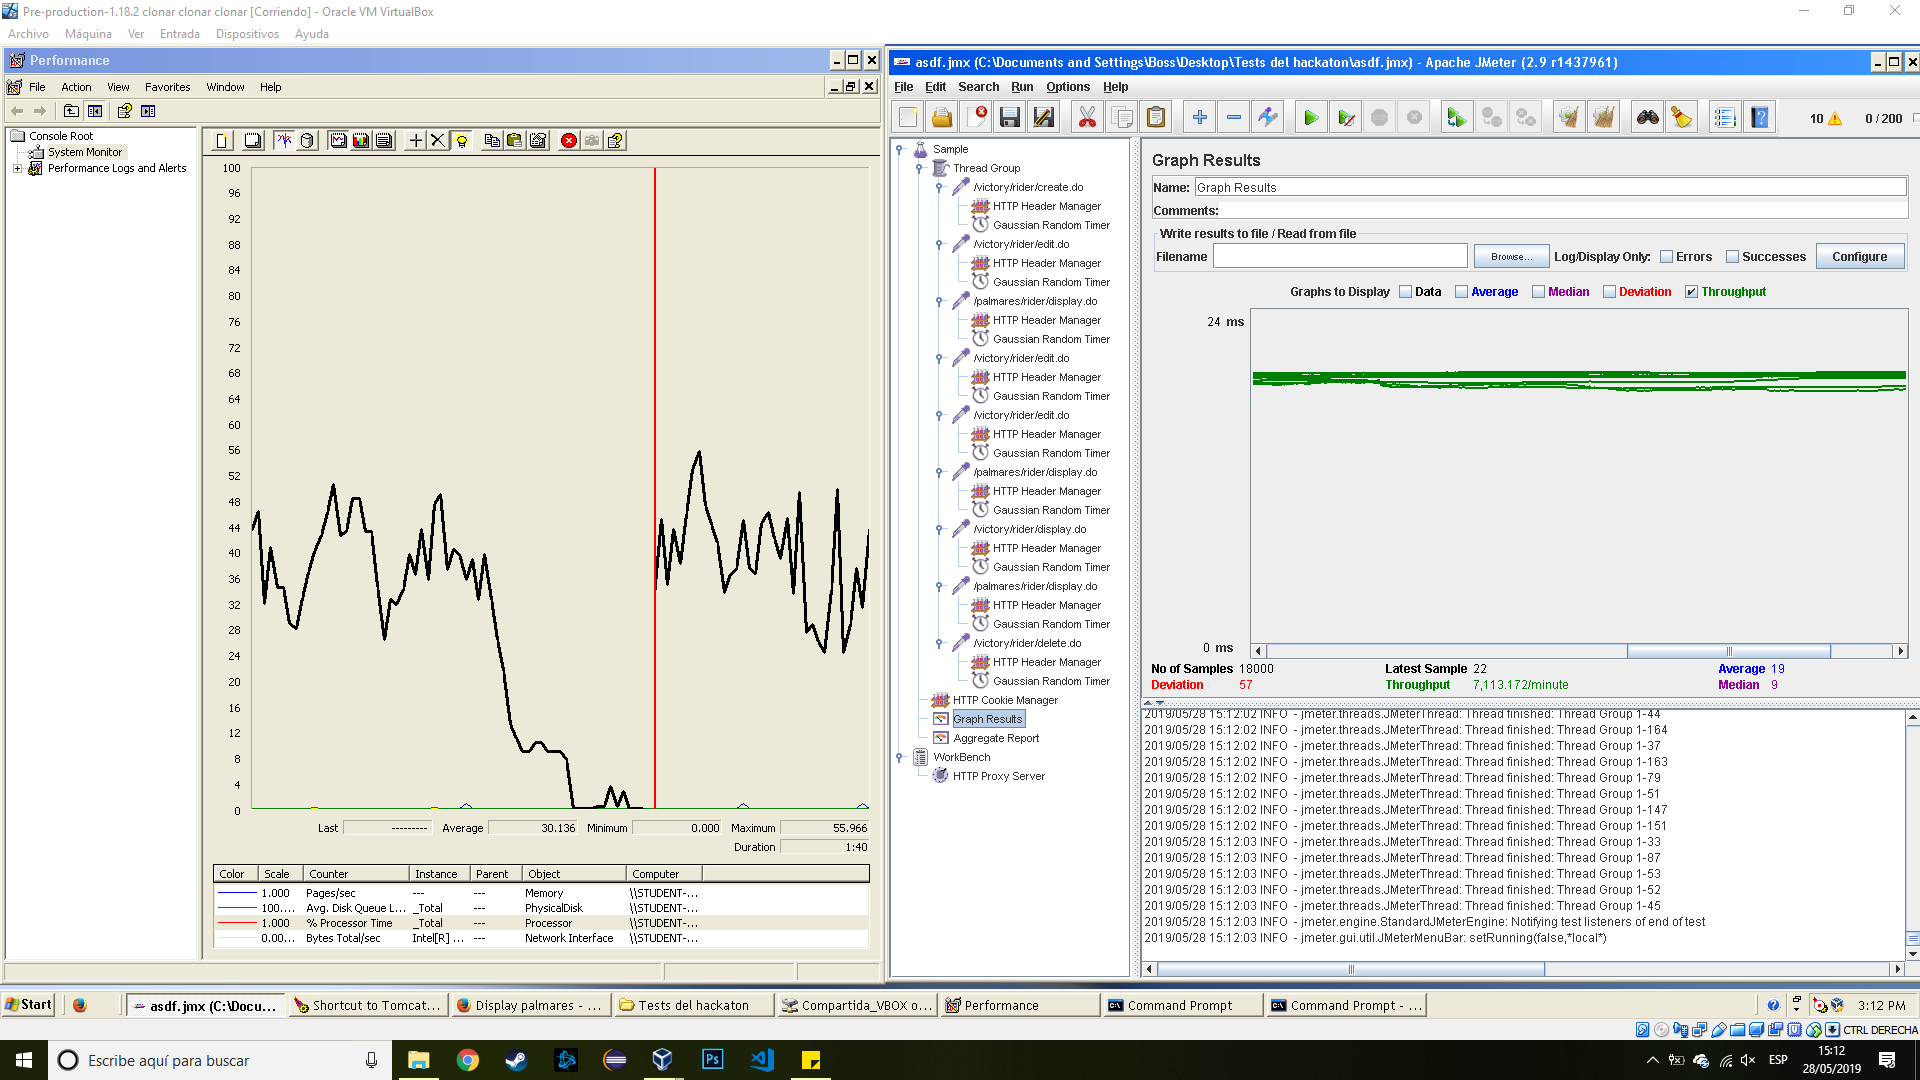 Pre-production-1.18.2 clonar clonar clonar [Corriendo] - Oracle VM VirtualBox
Archivo Máquina Ver Entrada Dispositivos Ayuda
Performance
File Action View Favorites Window Help
Console Root
System Monitor
Performance Logs and Alerts
100
96
92
88
84
80
76
72
68
64
60
56
52
48
44
40
36
32
28
24
20
16
12
8
4
0
Last --------- Average 30.136 Minimum 0.000 Maximum 55.966
Duration 1:40
Color Scale Counter Instance Parent Object Computer
1.000 Pages/sec --- --- Memory \\STUDENT-...
100.... Avg. Disk Queue L... _Total --- PhysicalDisk \\STUDENT-...
1.000 % Processor Time _Total --- Processor \\STUDENT-...
0.00... Bytes Total/sec Intel[R] ... --- Network Interface \\STUDENT-...
asdf.jmx (C:\Documents and Settings\Boss\Desktop\Tests del hackaton\asdf.jmx) - Apache JMeter (2.9 r1437961)
File Edit Search Run Options Help
10 0 / 200
Sample
Thread Group
/victory/rider/create.do
HTTP Header Manager
Gaussian Random Timer
/victory/rider/edit.do
HTTP Header Manager
Gaussian Random Timer
/palmares/rider/display.do
HTTP Header Manager
Gaussian Random Timer
/victory/rider/edit.do
HTTP Header Manager
Gaussian Random Timer
/victory/rider/edit.do
HTTP Header Manager
Gaussian Random Timer
/palmares/rider/display.do
HTTP Header Manager
Gaussian Random Timer
/victory/rider/display.do
HTTP Header Manager
Gaussian Random Timer
/palmares/rider/display.do
HTTP Header Manager
Gaussian Random Timer
/victory/rider/delete.do
HTTP Header Manager
Gaussian Random Timer
HTTP Cookie Manager
Graph Results
Aggregate Report
WorkBench
HTTP Proxy Server
Graph Results
Name: Graph Results
Comments:
Write results to file / Read from file
Filename Browse... Log/Display Only: Errors Successes Configure
Graphs to Display Data Average Median Deviation Throughput
24 ms
0 ms
No of Samples 18000 Latest Sample 22 Average 19
Deviation 57 Throughput 7,113.172/minute Median 9
2019/05/28 15:12:02 INFO - jmeter.threads.JMeterThread: Thread finished: Thread Group 1-44
2019/05/28 15:12:02 INFO - jmeter.threads.JMeterThread: Thread finished: Thread Group 1-164
2019/05/28 15:12:02 INFO - jmeter.threads.JMeterThread: Thread finished: Thread Group 1-37
2019/05/28 15:12:02 INFO - jmeter.threads.JMeterThread: Thread finished: Thread Group 1-163
2019/05/28 15:12:02 INFO - jmeter.threads.JMeterThread: Thread finished: Thread Group 1-79
2019/05/28 15:12:02 INFO - jmeter.threads.JMeterThread: Thread finished: Thread Group 1-51
2019/05/28 15:12:02 INFO - jmeter.threads.JMeterThread: Thread finished: Thread Group 1-147
2019/05/28 15:12:02 INFO - jmeter.threads.JMeterThread: Thread finished: Thread Group 1-151
2019/05/28 15:12:03 INFO - jmeter.threads.JMeterThread: Thread finished: Thread Group 1-33
2019/05/28 15:12:03 INFO - jmeter.threads.JMeterThread: Thread finished: Thread Group 1-87
2019/05/28 15:12:03 INFO - jmeter.threads.JMeterThread: Thread finished: Thread Group 1-53
2019/05/28 15:12:03 INFO - jmeter.threads.JMeterThread: Thread finished: Thread Group 1-52
2019/05/28 15:12:03 INFO - jmeter.threads.JMeterThread: Thread finished: Thread Group 1-45
2019/05/28 15:12:03 INFO - jmeter.engine.StandardJMeterEngine: Notifying test listeners of end of test
2019/05/28 15:12:03 INFO - jmeter.gui.util.JMeterMenuBar: setRunning(false,*local*)
Start asdf.jmx (C:\Docu... Shortcut to Tomcat... Display palmares - ... Tests del hackaton Compartida_VBOX o... Performance Command Prompt Command Prompt - ... 3:12 PM
CTRL DERECHA
Escribe aquí para buscar
ESP
15:12
28/05/2019